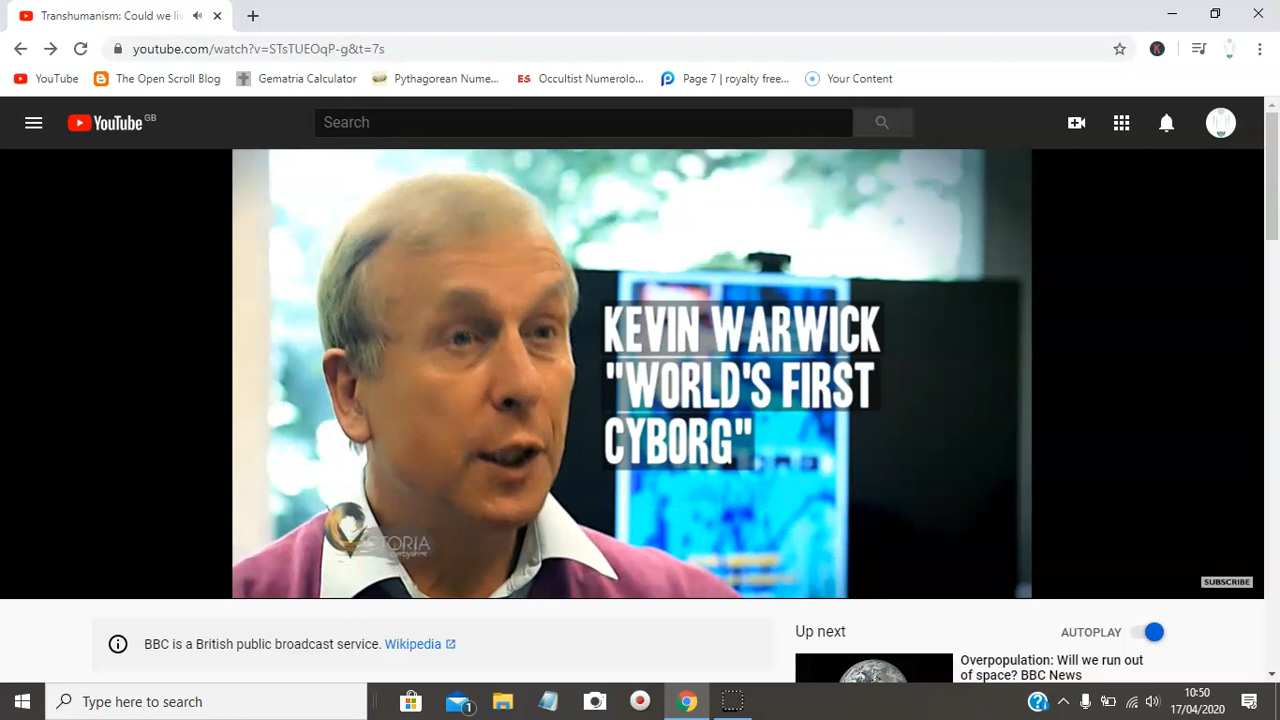 Transhumanism: Could we li
youtube.com/watch?v=STsTUEOqP-g&t=7s
YouTube
The Open Scroll Blog
Gematria Calculator
Pythagorean Nume...
ES
Occultist Numerolo...
Page 7 | royalty free...
Your Content
YouTube GB
Search
KEVIN WARWICK
"WORLD'S FIRST
CYBORG"
SUBSCRIBE
BBC is a British public broadcast service. Wikipedia
Up next
AUTOPLAY
Overpopulation: Will we run out
of space? BBC News
Type here to search
1
10:50
17/04/2020